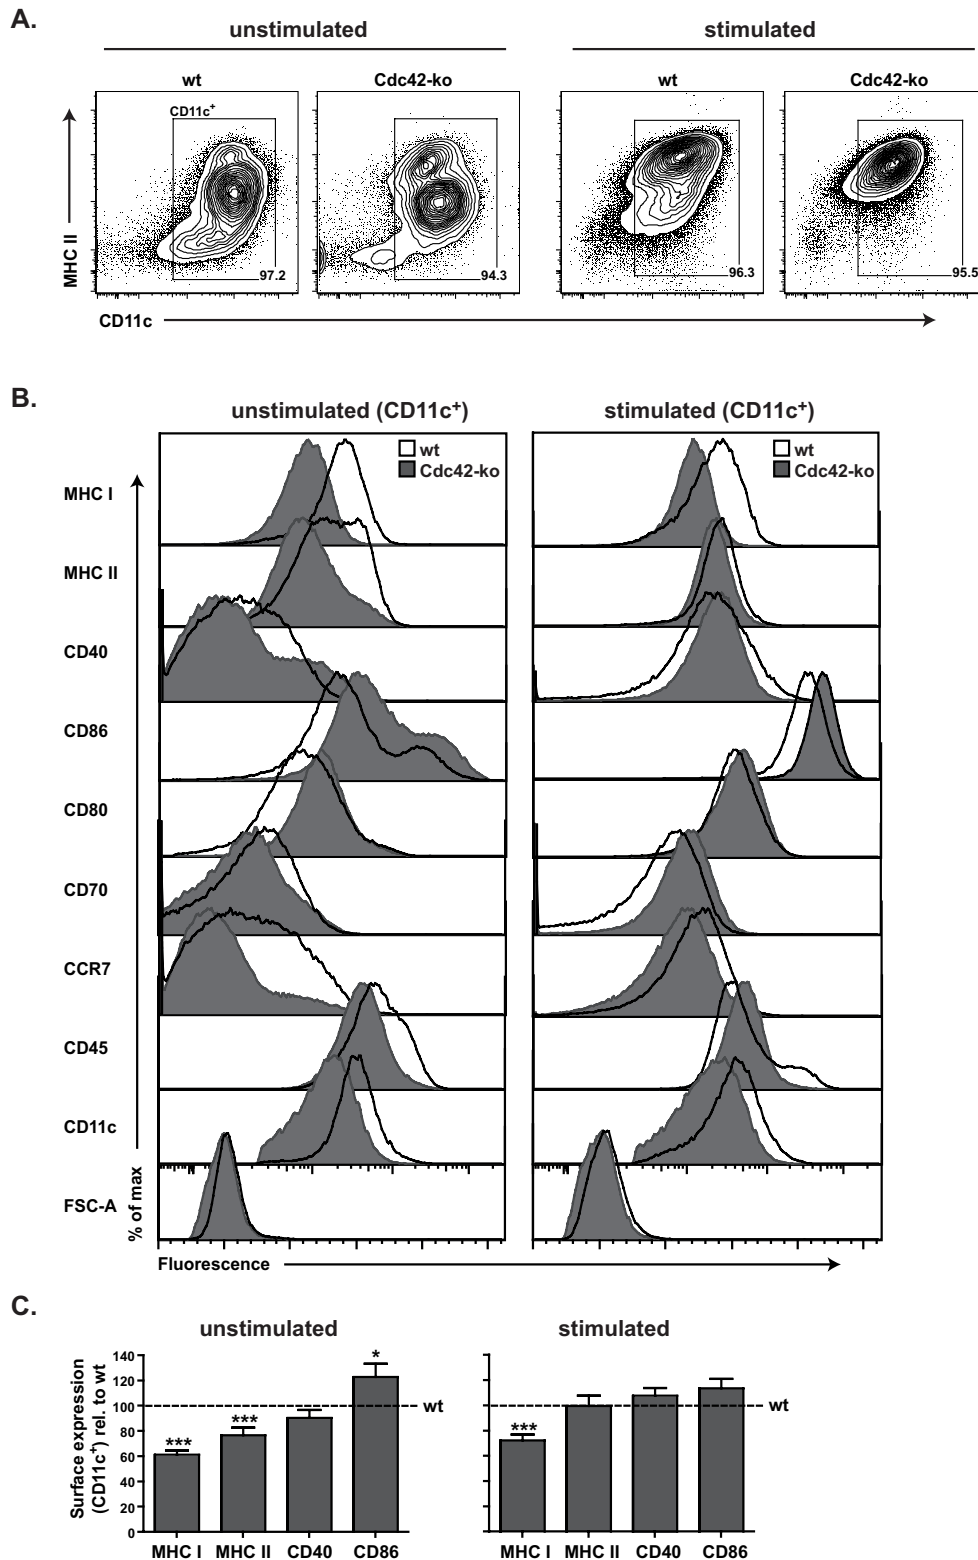 A.
unstimulated
stimulated
wt
Cdc42-ko
wt
Cdc42-ko
CD11c+
MHC II
97.2
94.3
96.3
95.5
CD11c
B.
unstimulated (CD11c+)
stimulated (CD11c+)
wt
Cdc42-ko
wt
Cdc42-ko
MHC I
MHC II
CD40
CD86
CD80
CD70
CCR7
CD45
CD11c
FSC-A
% of max
Fluorescence
C.
unstimulated
stimulated
Surface expression
(CD11c+) rel. to wt
140
120
100
80
60
40
20
0
***
***
*
wt
***
wt
MHC I MHC II CD40 CD86
MHC I MHC II CD40 CD86